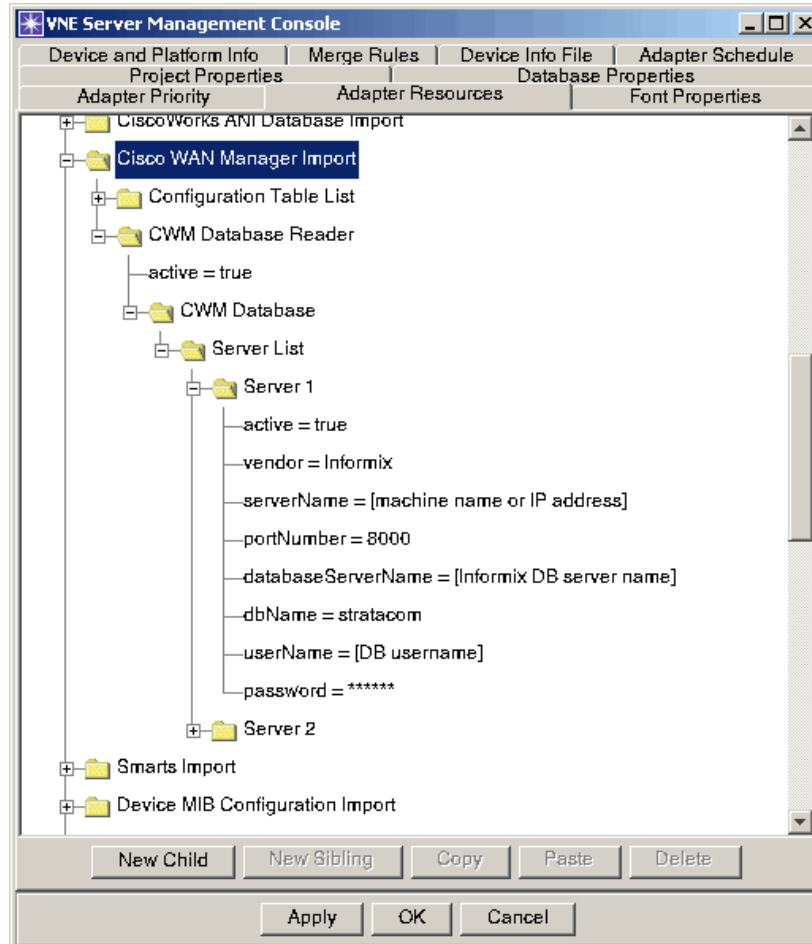 VNE Server Management Console
Device and Platform Info Merge Rules Device Info File Adapter Schedule
Project Properties Database Properties
Adapter Priority Adapter Resources Font Properties
CiscoWorks ANI Database Import
Cisco WAN Manager Import
Configuration Table List
CWM Database Reader
active = true
CWM Database
Server List
Server 1
active = true
vendor = Informix
serverName = [machine name or IP address]
portNumber = 8000
databaseServerName = [Informix DB server name]
dbName = stratacom
userName = [DB username]
password = ******
Server 2
Smarts Import
Device MIB Configuration Import
New Child New Sibling Copy Paste Delete
Apply OK Cancel